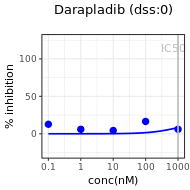 Darapladib (dss:0)
IC50
% inhibition
100
50
0
0.1 1 10 100 1000
conc(nM)